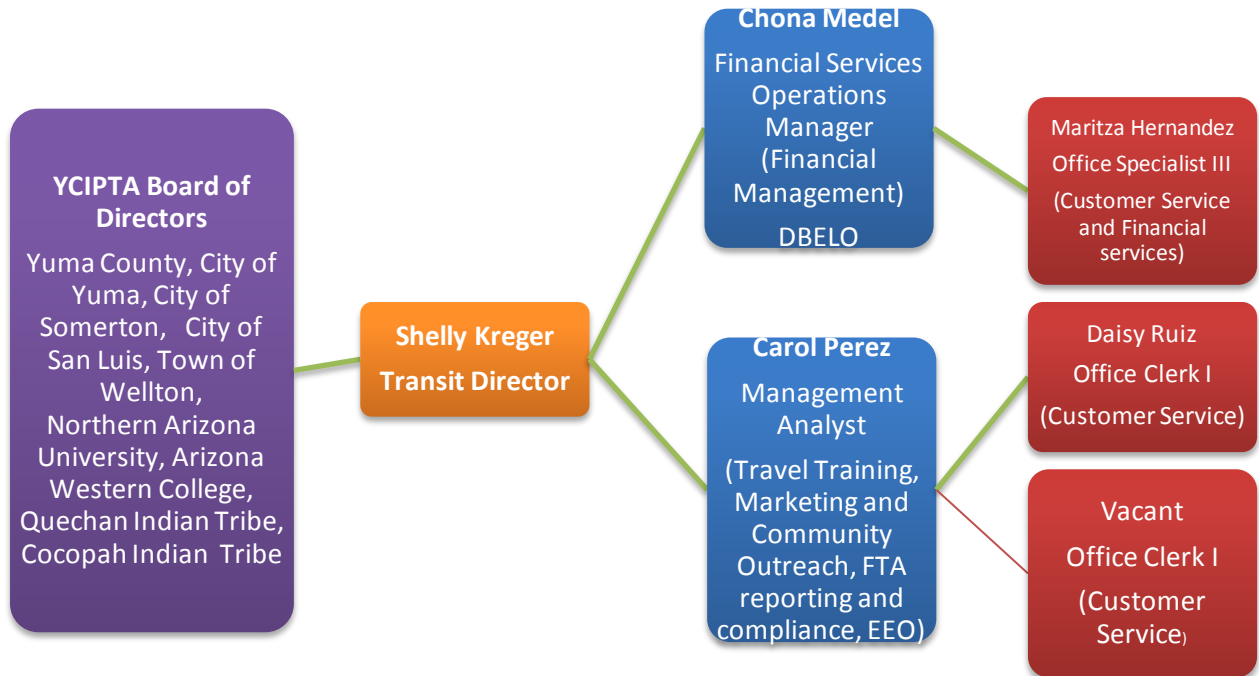 YCIPTA Board of
Directors
Yuma County, City of
Yuma, City of
Somerton, City of
San Luis, Town of
Wellton,
Northern Arizona
University, Arizona
Western College,
Quechan Indian Tribe,
Cocopah Indian Tribe
Shelly Kreger
Transit Director
Chona Medel
Financial Services
Operations
Manager
(Financial
Management)
DBELO
Maritza Hernandez
Office Specialist III
(Customer Service
and Financial
services)
Carol Perez
Management
Analyst
(Travel Training,
Marketing and
Community
Outreach, FTA
reporting and
compliance, EEO)
Daisy Ruiz
Office Clerk I
(Customer Service)
Vacant
Office Clerk I
(Customer
Service)